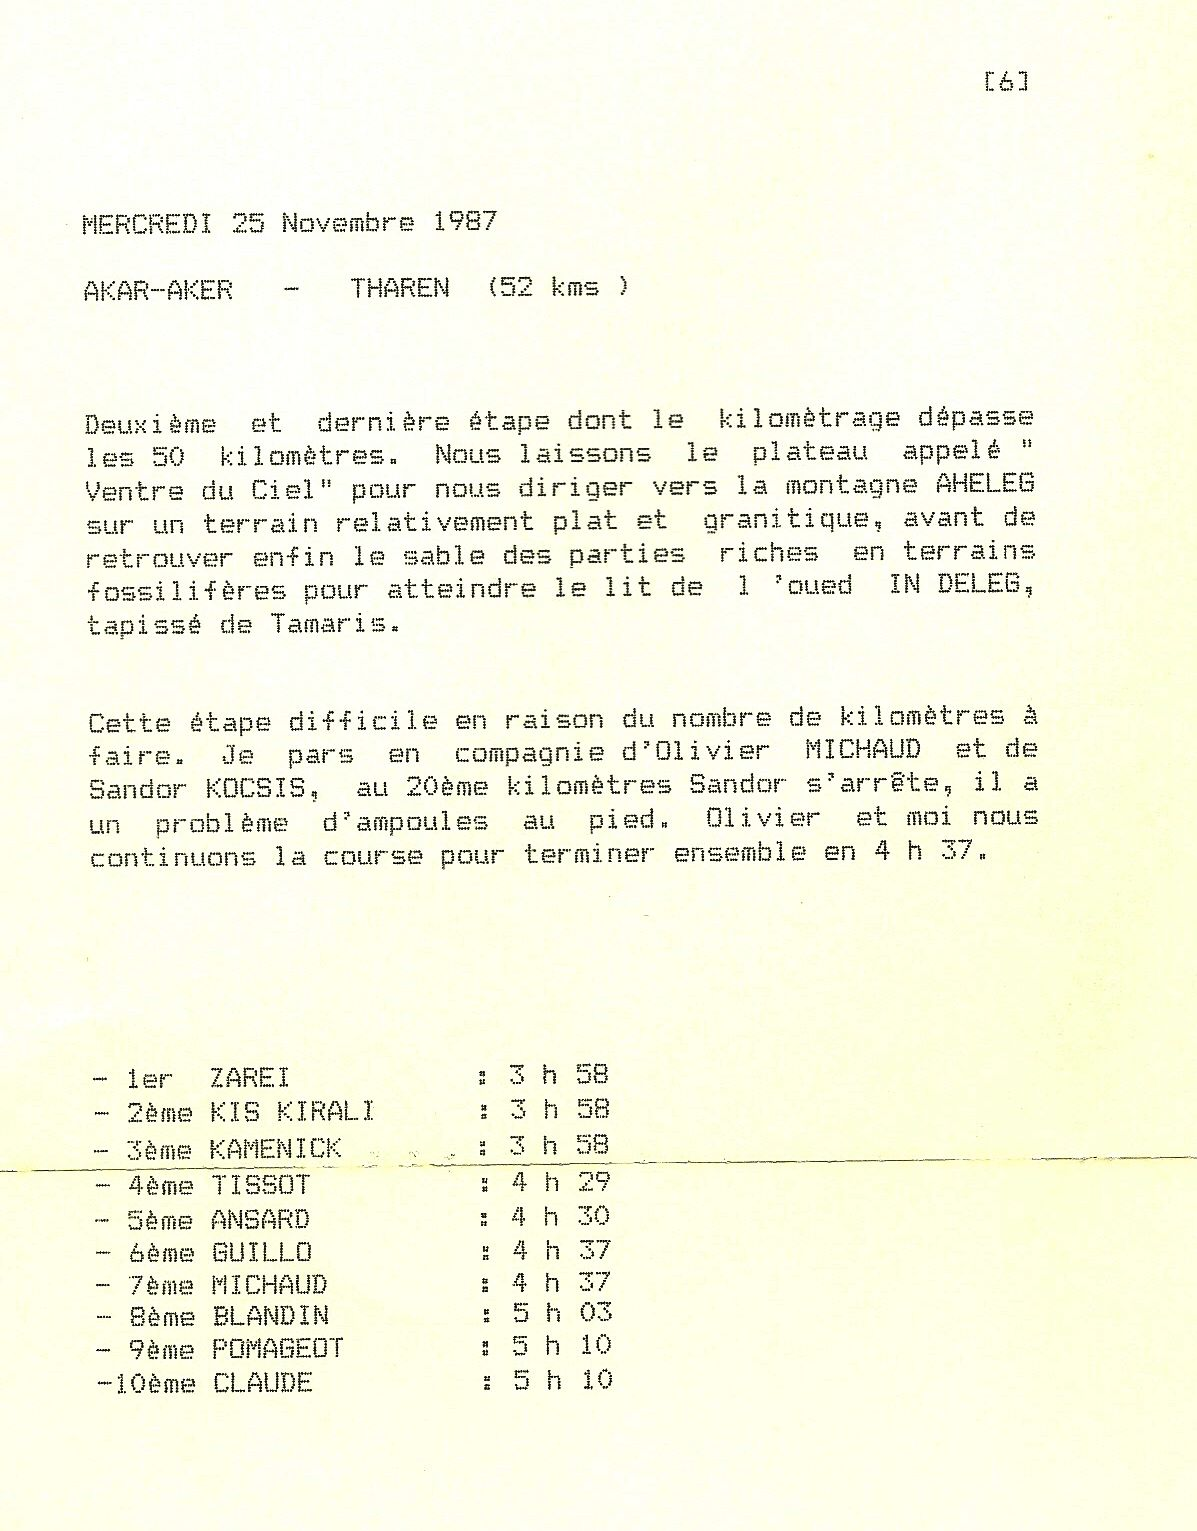 [6]
MERCREDI 25 Novembre 1987
AKAR-AKER - THAREN (52 kms )
Deuxième et dernière étape dont le kilomètrage dépasse
les 50 kilomètres. Nous laissons le plateau appelé "
Ventre du Ciel" pour nous diriger vers la montagne AHELEG
sur un terrain relativement plat et granitique, avant de
retrouver enfin le sable des parties riches en terrains
fossilifères pour atteindre le lit de l 'oued IN DELEG,
tapissé de Tamaris.
Cette étape difficile en raison du nombre de kilomètres à
faire. Je pars en compagnie d'Olivier MICHAUD et de
Sandor KOCSIS, au 20ème kilomètres Sandor s'arrête, il a
un problème d'ampoules au pied. Olivier et moi nous
continuons la course pour terminer ensemble en 4 h 37.
- 1er ZAREI : 3 h 58
- 2ème KIS KIRALI : 3 h 58
- 3ème KAMENICK : 3 h 58
- 4ème TISSOT : 4 h 29
- 5ème ANSARD : 4 h 30
- 6ème GUILLO : 4 h 37
- 7ème MICHAUD : 4 h 37
- 8ème BLANDIN : 5 h 03
- 9ème POMAGEOT : 5 h 10
-10ème CLAUDE : 5 h 10